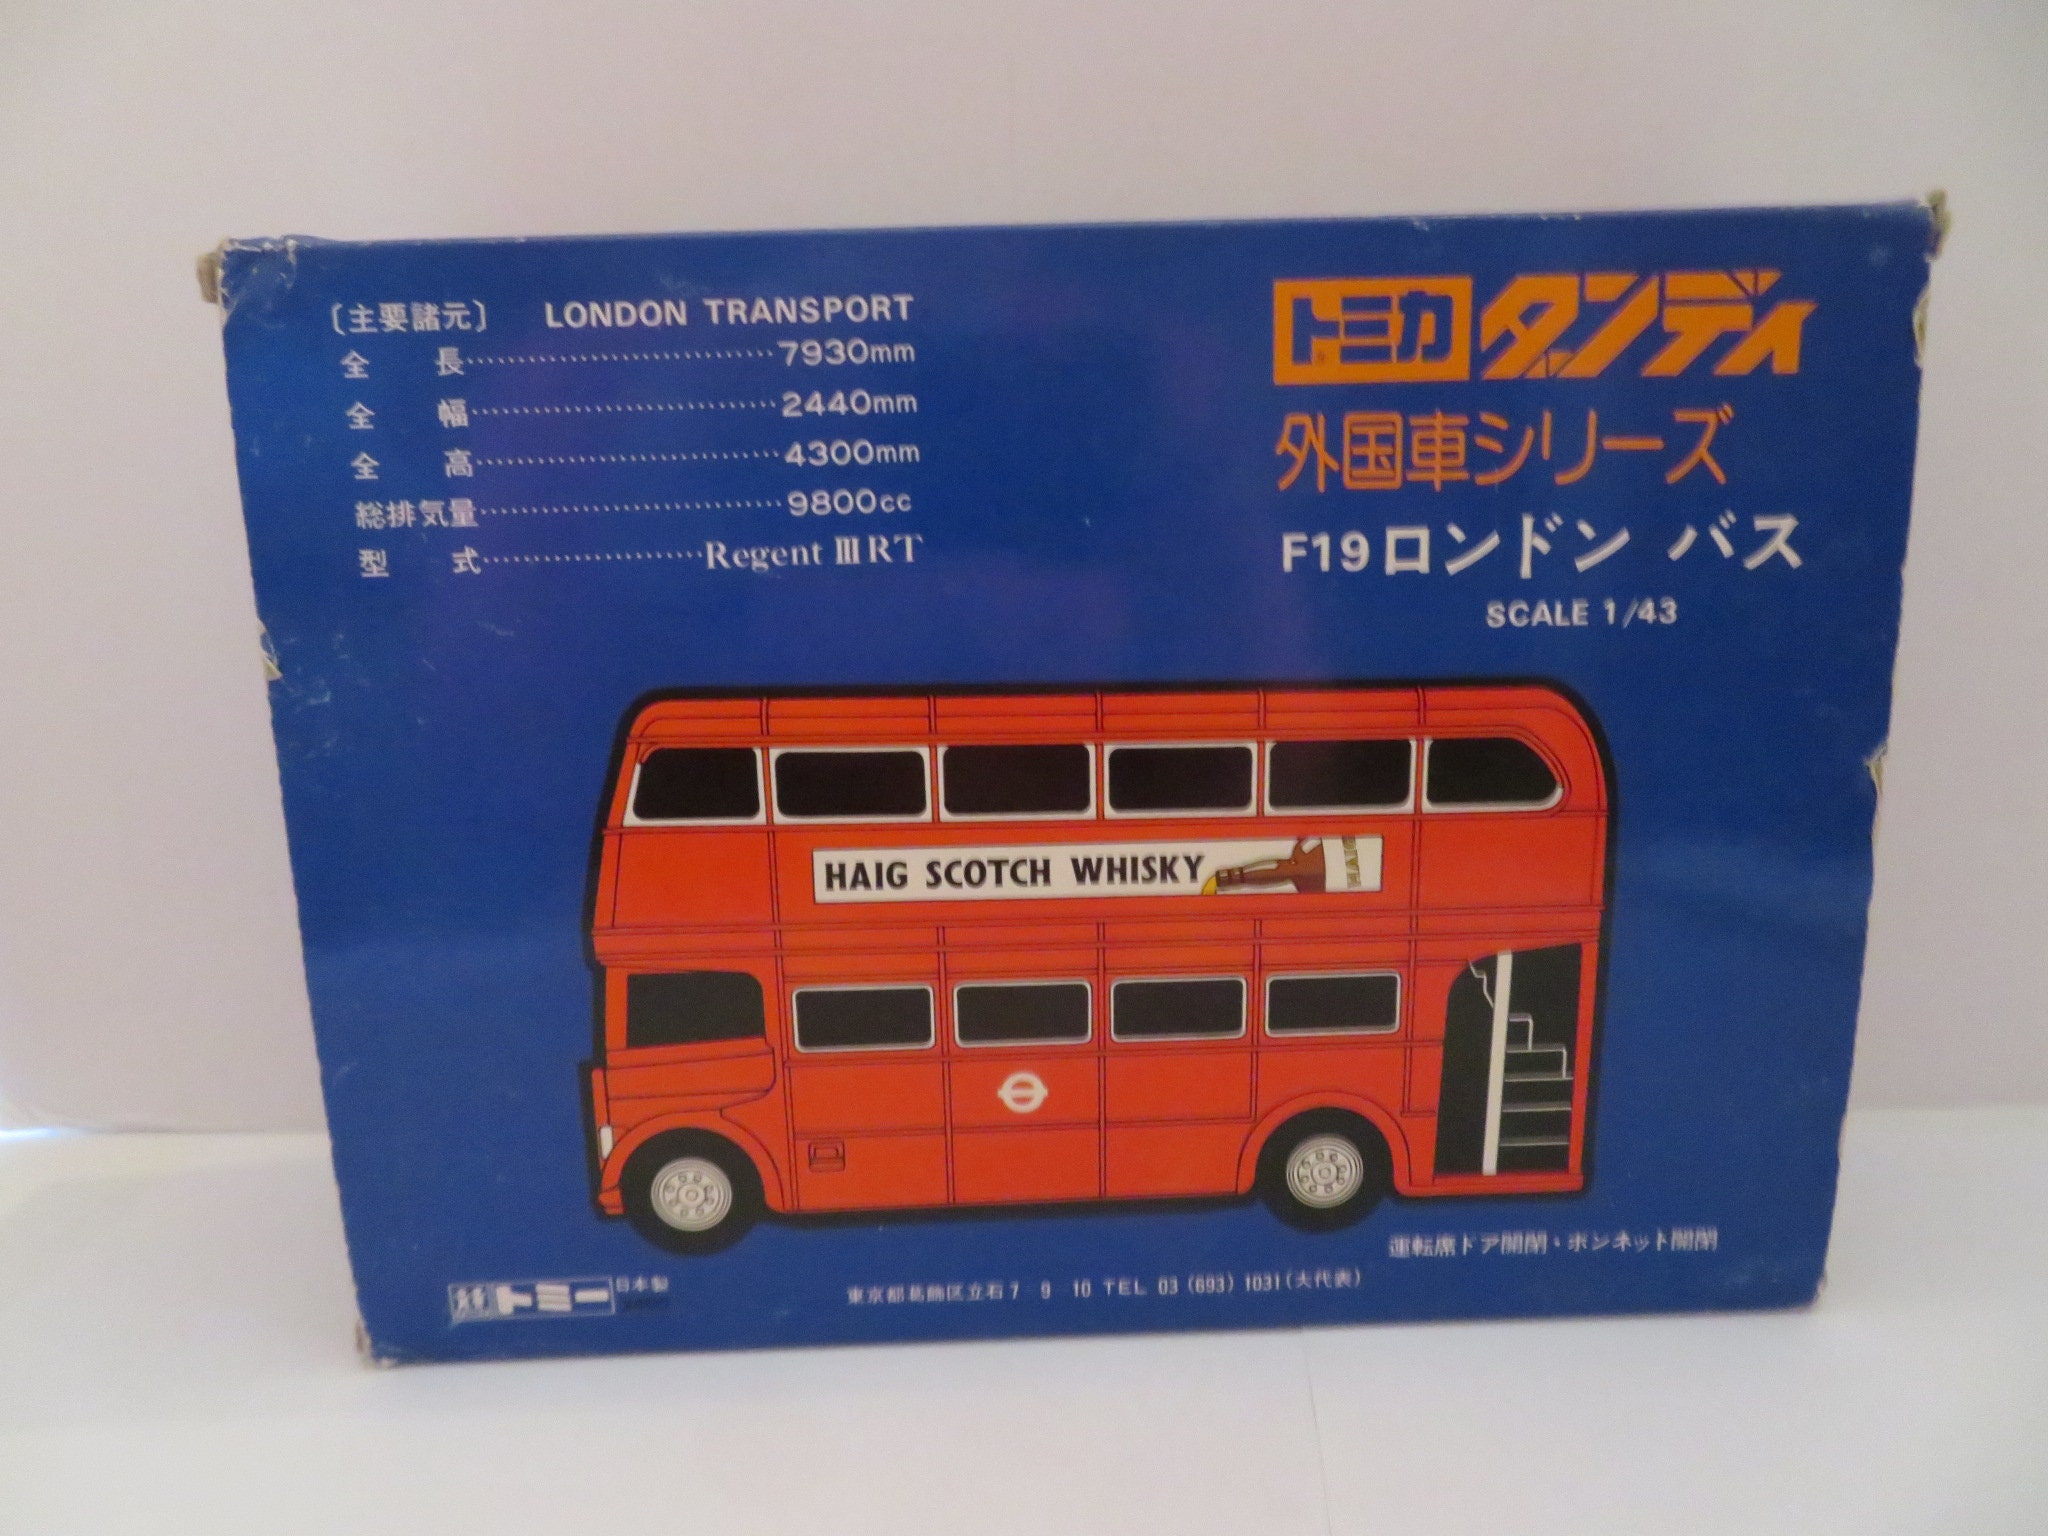 〔主要諸元〕 LONDON TRANSPORT
全 長……………………………7930mm
全 幅……………………………2440mm
全 高……………………………4300mm
総排気量……………………………9800cc
型 式……………………Regent ⅢRT
トミカ ダンディ
外国車シリーズ
F19ロンドン バス
SCALE 1/43
HAIG SCOTCH WHISKY
HAIG
運転席ドア開閉・ボンネット開閉
トミー 日本製
東京都葛飾区立石7 9 10 TEL 03 (693) 1031(大代表)